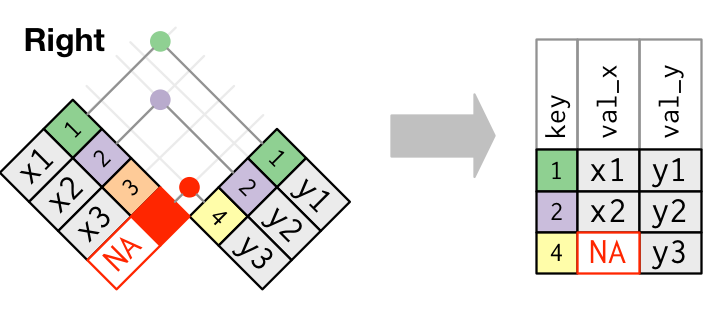 Right
1 x1
2 x2
3 x3
NA
1 y1
2 y2
4 y3
key val_x val_y
1 x1 y1
2 x2 y2
4 NA y3